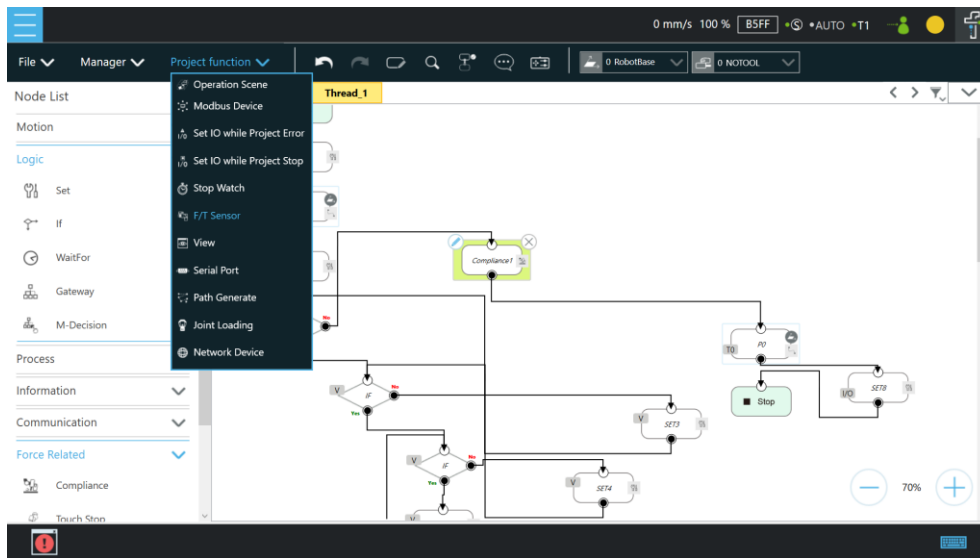 0 mm/s 100 % B5FF S AUTO T1
File Manager Project function 0 RobotBase 0 NOTOOL
Node List
Thread_1
Operation Scene
Modbus Device
Set IO while Project Error
Set IO while Project Stop
Stop Watch
F/T Sensor
View
Serial Port
Path Generate
Joint Loading
Network Device
Motion
Logic
Set
If
WaitFor
Gateway
M-Decision
Process
Information
Communication
Force Related
Compliance
Touch Stop
Compliance1
No
T0 P0
Stop
I/O SET8
V IF No
Yes
V SET3
V IF No
Yes
V SET4
V
70%